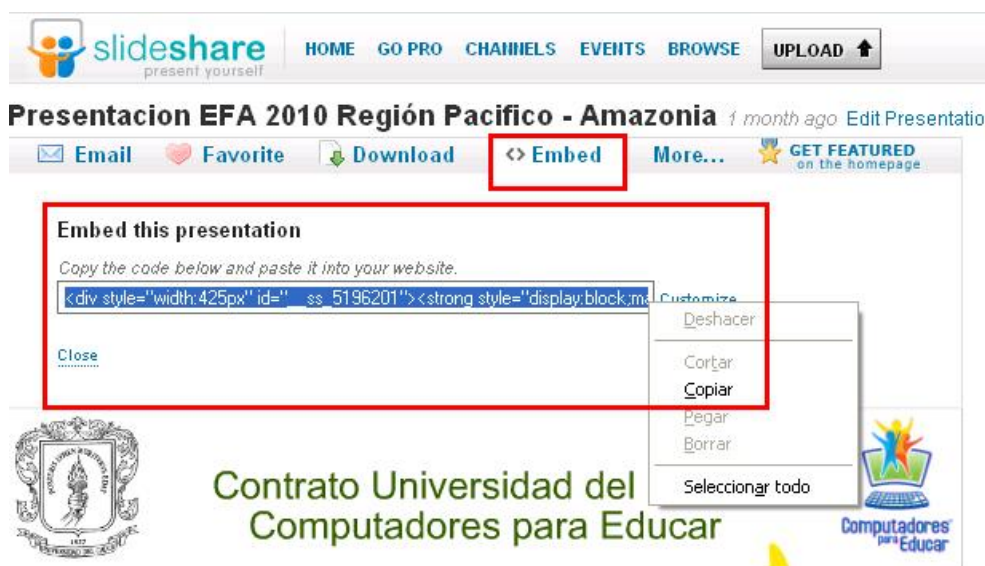 slideshare
present yourself
HOME GO PRO CHANNELS EVENTS BROWSE UPLOAD
Presentacion EFA 2010 Región Pacifico - Amazonia 1 month ago Edit Presentatio
Email Favorite Download <> Embed More... GET FEATURED
on the homepage
Embed this presentation
Copy the code below and paste it into your website.
<div style="width:425px" id="__ss_5196201"><strong style="display:block;ma Customize
Close
Deshacer
Cortar
Copiar
Pegar
Borrar
Seleccionar todo
Contrato Universidad del
Computadores para Educar
Computadores
para Educar